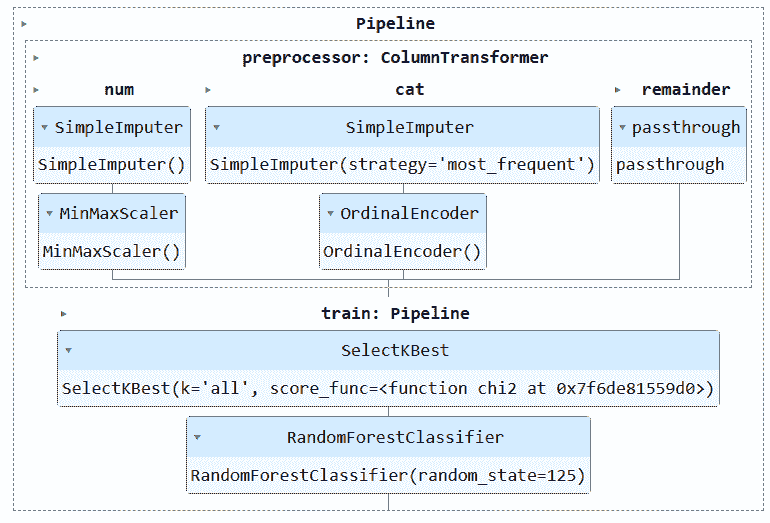 Pipeline
preprocessor: ColumnTransformer
num
cat
remainder
SimpleImputer
SimpleImputer
passthrough
SimpleImputer()
SimpleImputer(strategy='most_frequent')
passthrough
MinMaxScaler
OrdinalEncoder
MinMaxScaler()
OrdinalEncoder()
train: Pipeline
SelectKBest
SelectKBest(k='all', score_func=<function chi2 at 0x7f6de81559d0>)
RandomForestClassifier
RandomForestClassifier(random_state=125)